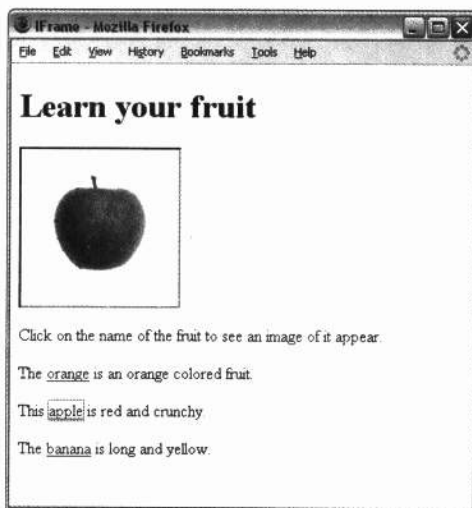 IFrame - Mozilla Firefox
File Edit View History Bookmarks Tools Help
Learn your fruit
Click on the name of the fruit to see an image of it appear.
The orange is an orange colored fruit.
This apple is red and crunchy
The banana is long and yellow.